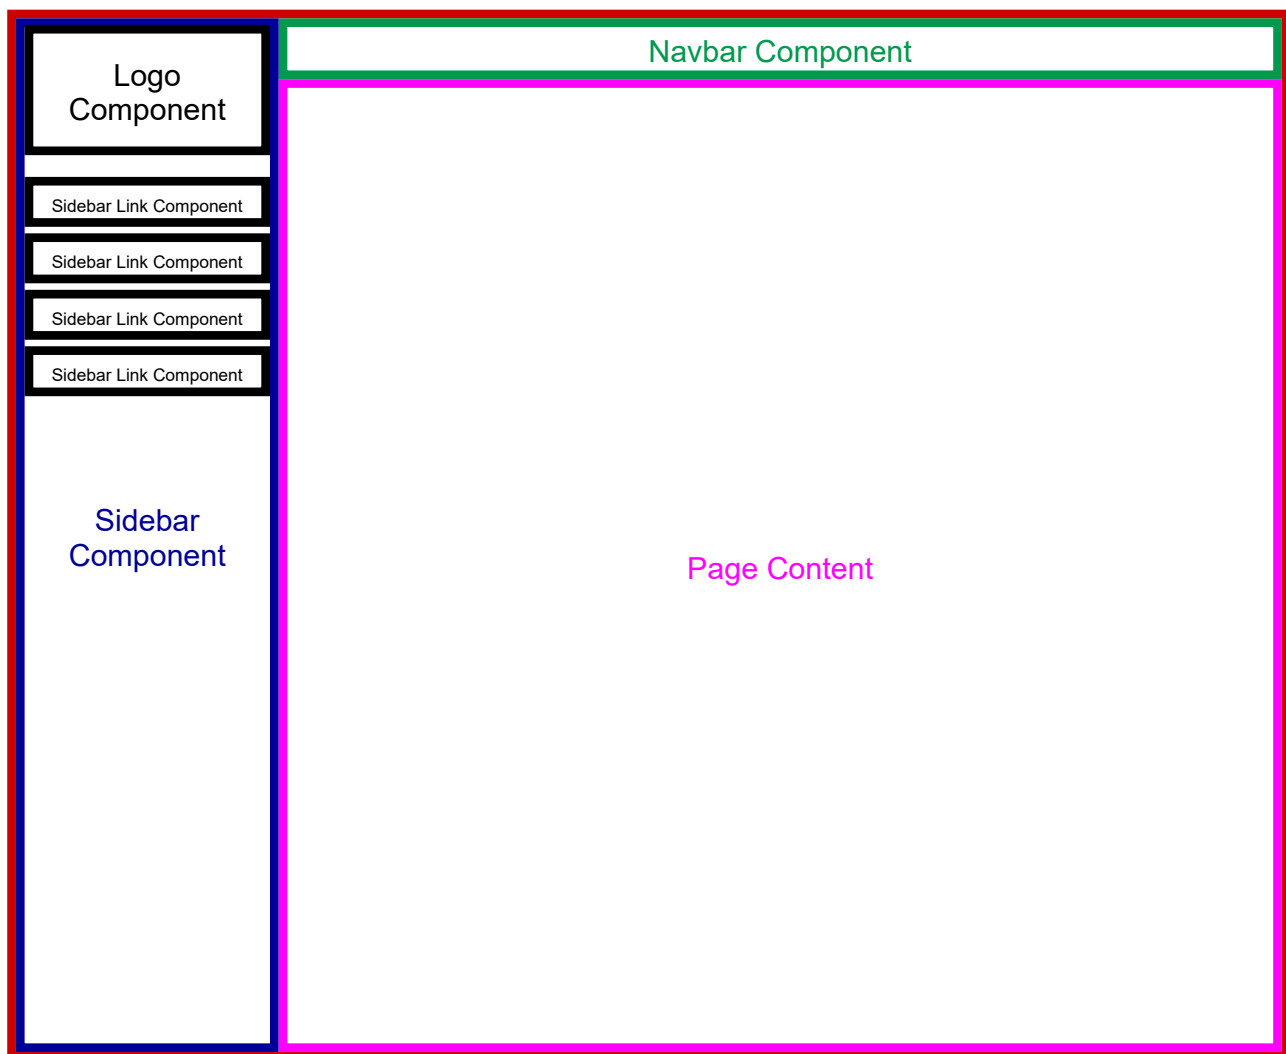 Logo
Component
Navbar Component
Sidebar Link Component
Sidebar Link Component
Sidebar Link Component
Sidebar Link Component
Sidebar
Component
Page Content